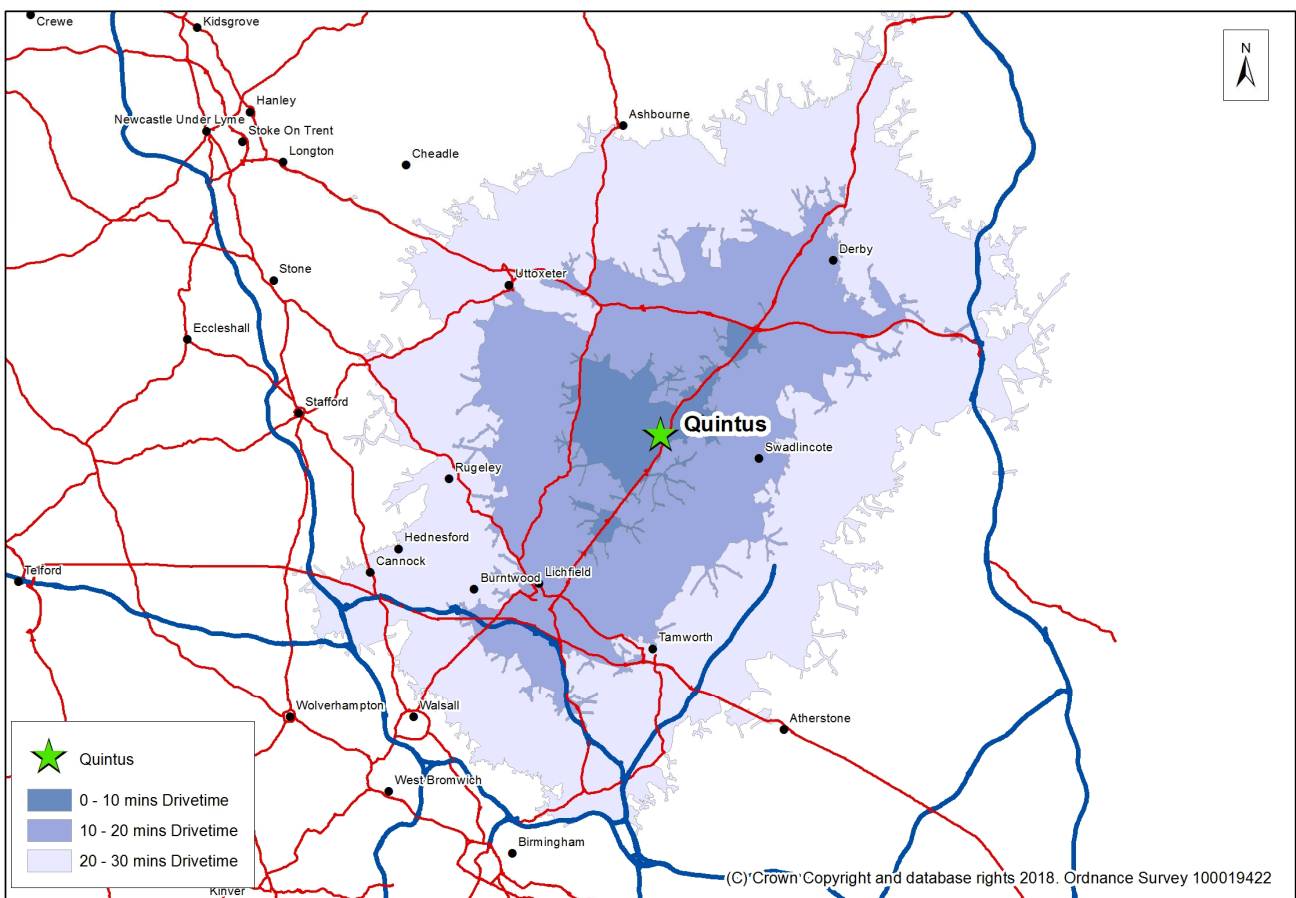 Crewe
Kidsgrove
N
Hanley
Newcastle Under Lyme
Stoke On Trent
Longton
Ashbourne
Cheadle
Derby
Stone
Uttoxeter
Eccleshall
Stafford
Quintus
Swadlincote
Rugeley
Hednesford
Cannock
Telford
Burntwood
Lichfield
Tamworth
Wolverhampton
Walsall
Atherstone
Quintus
West Bromwich
0 - 10 mins Drivetime
10 - 20 mins Drivetime
Birmingham
20 - 30 mins Drivetime
(C) Crown Copyright and database rights 2018. Ordnance Survey 100019422
Kinver